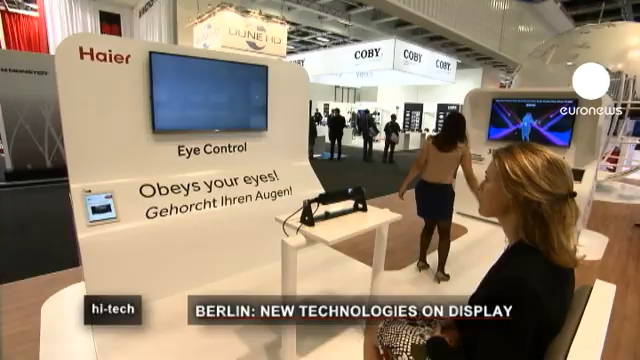 Haier
DUNE HD
COBY
COBY
MONSTER
euronews
Eye Control
Obeys your eyes!
Gehorcht Ihren Augen!
hi-tech
BERLIN: NEW TECHNOLOGIES ON DISPLAY